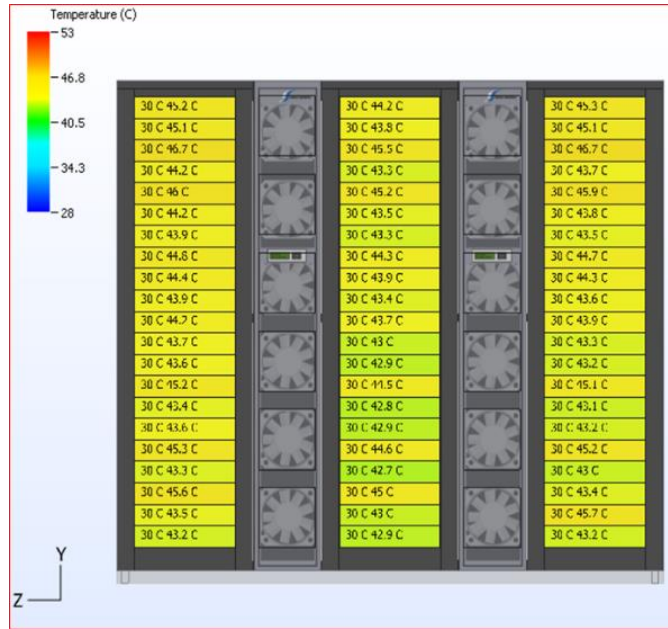 Temperature (C)
53
46.8
40.5
34.3
28
30 C 45.2 C
30 C 45.1 C
30 C 46.7 C
30 C 44.2 C
30 C 46 C
30 C 44.2 C
30 C 43.9 C
30 C 44.8 C
30 C 44.4 C
30 C 43.9 C
30 C 44.2 C
30 C 43.7 C
30 C 43.6 C
30 C 45.2 C
30 C 43.4 C
30 C 43.6 C
30 C 45.3 C
30 C 43.3 C
30 C 45.6 C
30 C 43.5 C
30 C 43.2 C
30 C 44.2 C
30 C 43.8 C
30 C 45.5 C
30 C 43.3 C
30 C 45.2 C
30 C 43.5 C
30 C 43.3 C
30 C 44.3 C
30 C 43.9 C
30 C 43.4 C
30 C 43.7 C
30 C 43 C
30 C 42.9 C
30 C 44.5 C
30 C 42.8 C
30 C 42.9 C
30 C 44.6 C
30 C 42.7 C
30 C 45 C
30 C 43 C
30 C 42.9 C
30 C 45.3 C
30 C 45.1 C
30 C 46.7 C
30 C 43.7 C
30 C 45.9 C
30 C 43.8 C
30 C 43.5 C
30 C 44.7 C
30 C 44.3 C
30 C 43.6 C
30 C 43.9 C
30 C 43.3 C
30 C 43.2 C
30 C 45.1 C
30 C 43.1 C
30 C 43.2 C
30 C 45.2 C
30 C 43 C
30 C 43.4 C
30 C 45.7 C
30 C 43.2 C
Y
Z